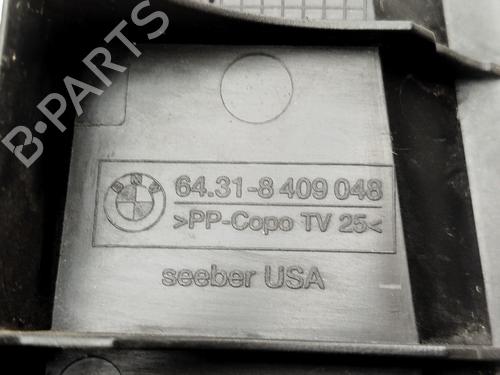 B-PARTS
BMW
64.31-8 409 048
>PP-Copo TV 25<
seeber USA